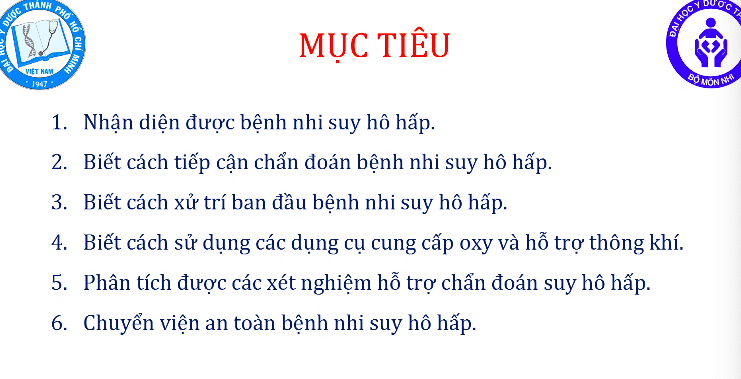 ĐẠI HỌC Y DƯỢC THÀNH PHỐ HỒ CHÍ MINH
VIỆT NAM
· 1947 ·
MỤC TIÊU
ĐẠI HỌC Y DƯỢC
BỘ MÔN NHI
1. Nhận diện được bệnh nhi suy hô hấp.
2. Biết cách tiếp cận chẩn đoán bệnh nhi suy hô hấp.
3. Biết cách xử trí ban đầu bệnh nhi suy hô hấp.
4. Biết cách sử dụng các dụng cụ cung cấp oxy và hỗ trợ thông khí.
5. Phân tích được các xét nghiệm hỗ trợ chẩn đoán suy hô hấp.
6. Chuyển viện an toàn bệnh nhi suy hô hấp.